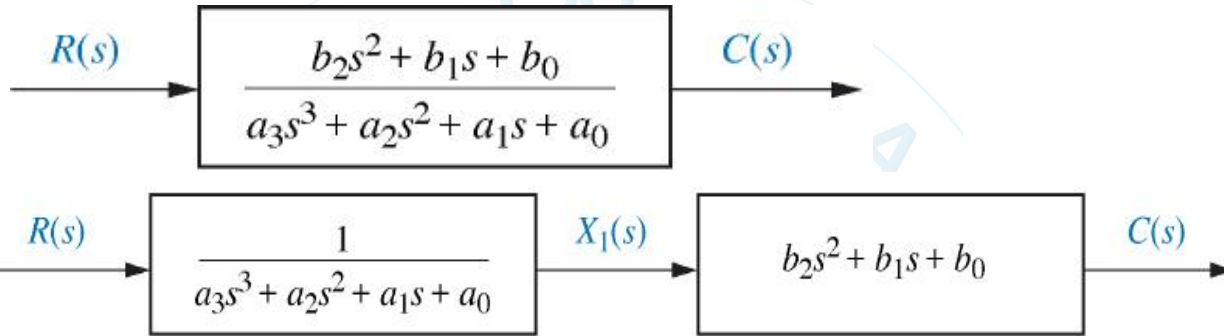 R(s)
b₂s² + b₁s + b₀
a₃s³ + a₂s² + a₁s + a₀
C(s)
R(s)
1
a₃s³ + a₂s² + a₁s + a₀
X₁(s)
b₂s² + b₁s + b₀
C(s)